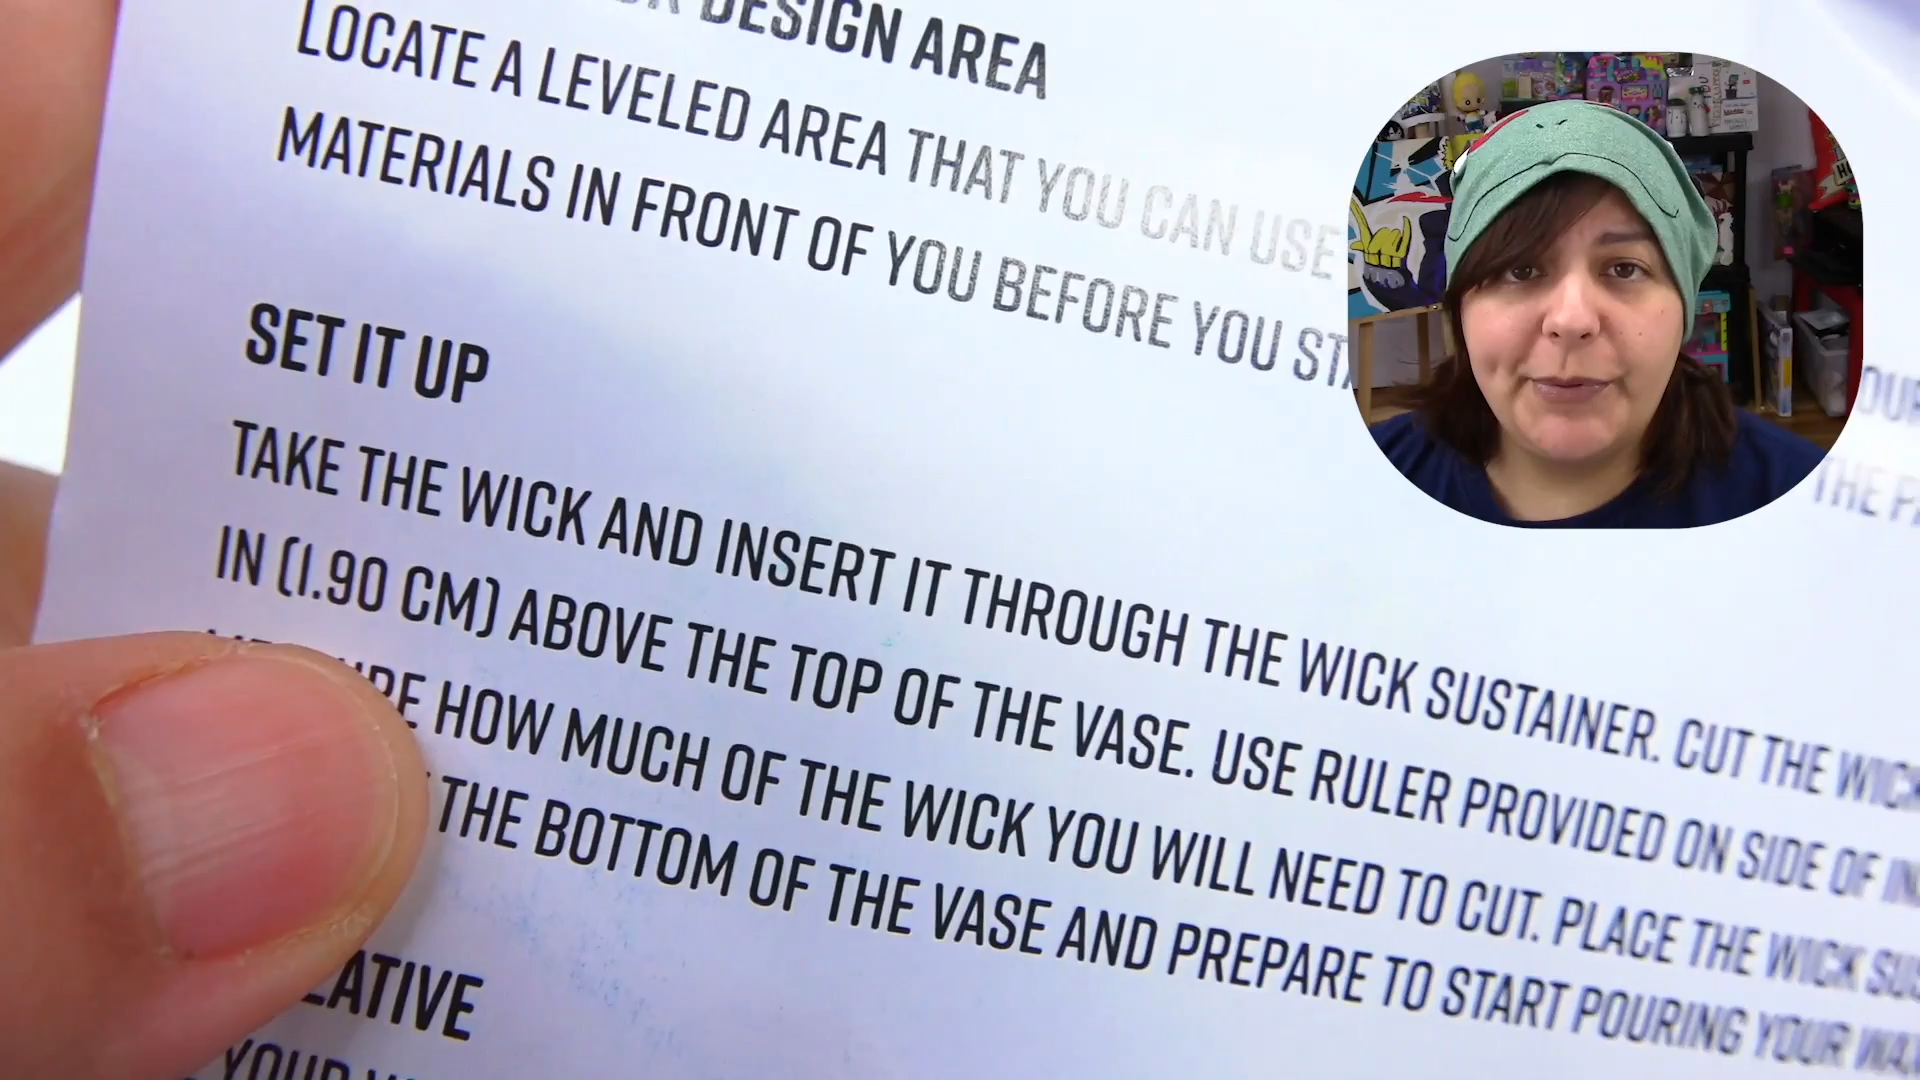 DESIGN AREA
LOCATE A LEVELED AREA THAT YOU CAN USE
MATERIALS IN FRONT OF YOU BEFORE YOU
SET IT UP
TAKE THE WICK AND INSERT IT THROUGH THE WICK SUSTAINER. CUT THE WICK
IN (1.90 CM) ABOVE THE TOP OF THE VASE. USE RULER PROVIDED ON SIDE OF
HOW MUCH OF THE WICK YOU WILL NEED TO CUT. PLACE THE WICK
THE BOTTOM OF THE VASE AND PREPARE TO START POURING YOUR WAX
YOUR